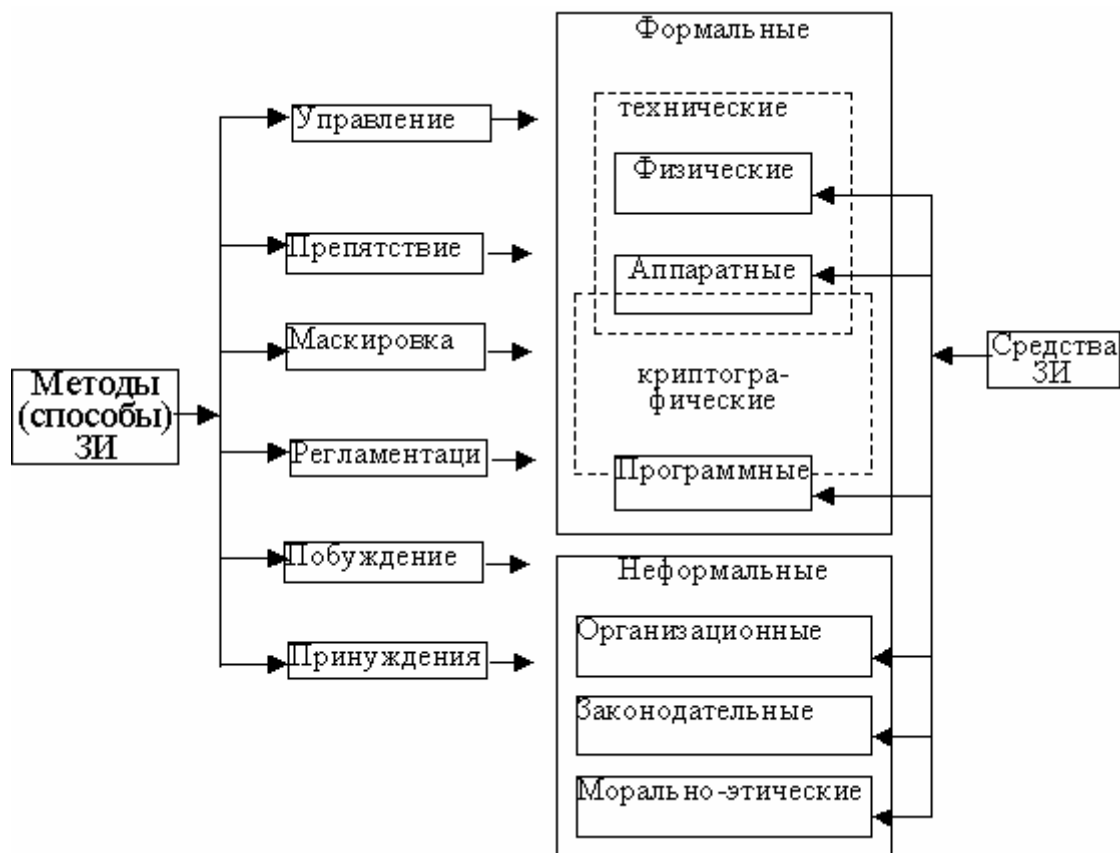 Методы
(способы)
ЗИ
Управление
Препятствие
Маскировка
Регламентаци
Побуждение
Принуждения
Формальные
технические
Физические
Аппаратные
криптогра-
фические
Программные
Неформальные
Организационные
Законодательные
Морально-этические
Средства
ЗИ